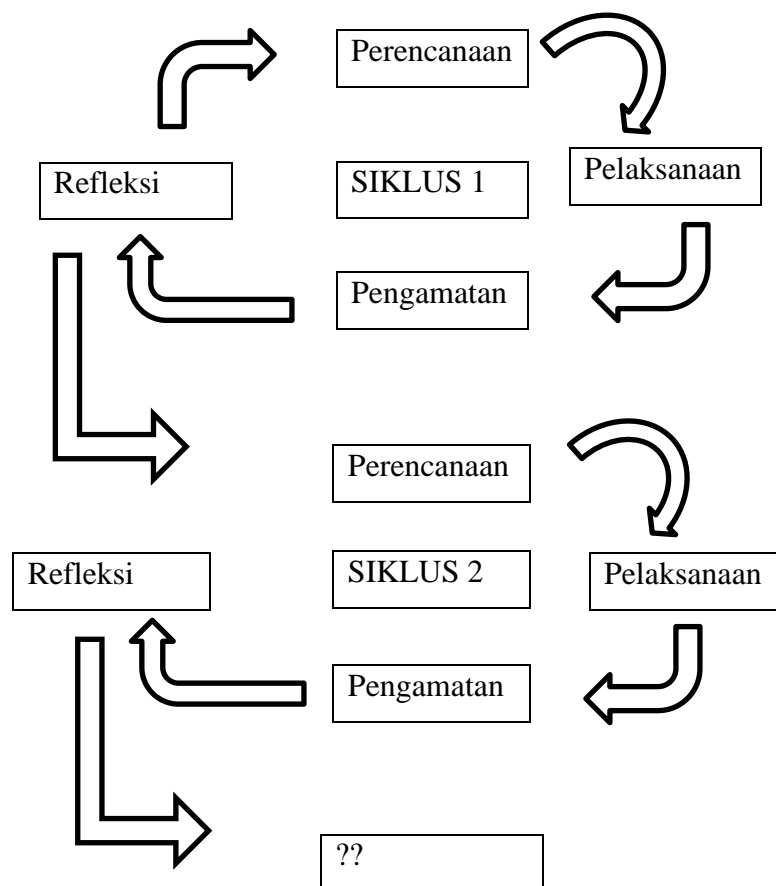 Perencanaan
Refleksi
SIKLUS 1
Pelaksanaan
Pengamatan
Perencanaan
Refleksi
SIKLUS 2
Pelaksanaan
Pengamatan
??